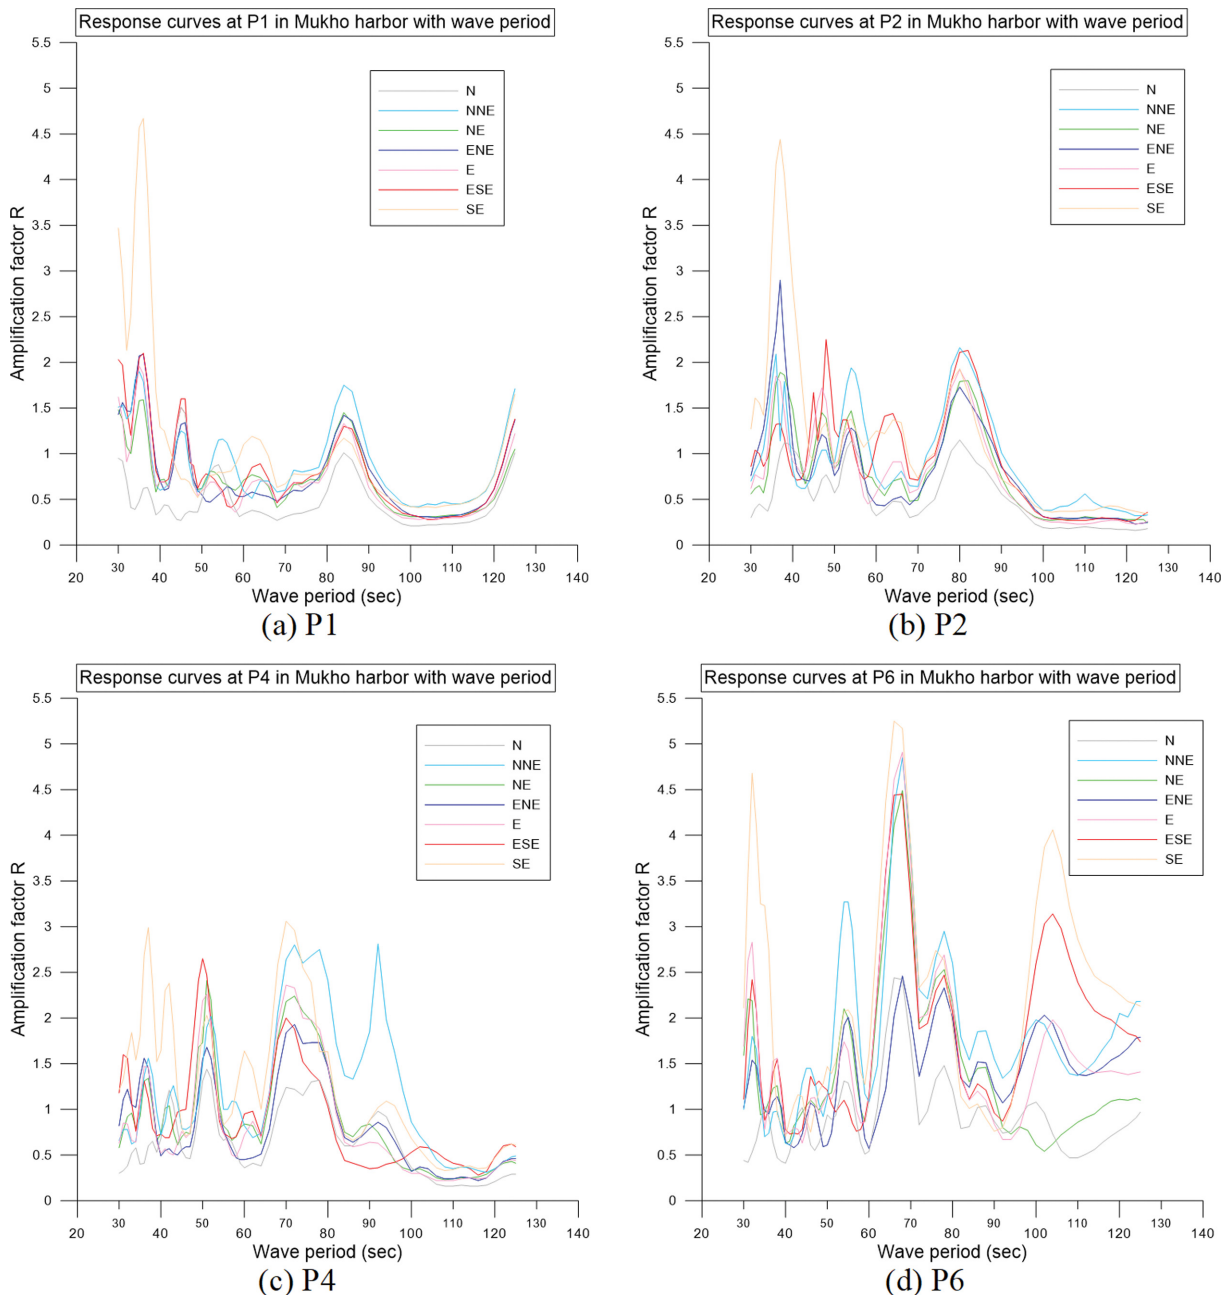 Response curves at P1 in Mukho harbor with wave period
5.5
5
4.5
4
3.5
3
2.5
2
1.5
1
0.5
0
Amplification factor R
N
NNE
NE
ENE
E
ESE
SE
20 30 40 50 60 70 80 90 100 110 120 130 140
Wave period (sec)
(a) P1
Response curves at P2 in Mukho harbor with wave period
5.5
5
4.5
4
3.5
3
2.5
2
1.5
1
0.5
0
Amplification factor R
N
NNE
NE
ENE
E
ESE
SE
20 30 40 50 60 70 80 90 100 110 120 130 140
Wave period (sec)
(b) P2
Response curves at P4 in Mukho harbor with wave period
5.5
5
4.5
4
3.5
3
2.5
2
1.5
1
0.5
0
Amplification factor R
N
NNE
NE
ENE
E
ESE
SE
20 30 40 50 60 70 80 90 100 110 120 130 140
Wave period (sec)
(c) P4
Response curves at P6 in Mukho harbor with wave period
5.5
5
4.5
4
3.5
3
2.5
2
1.5
1
0.5
0
Amplification factor R
N
NNE
NE
ENE
E
ESE
SE
20 30 40 50 60 70 80 90 100 110 120 130 140
Wave period (sec)
(d) P6